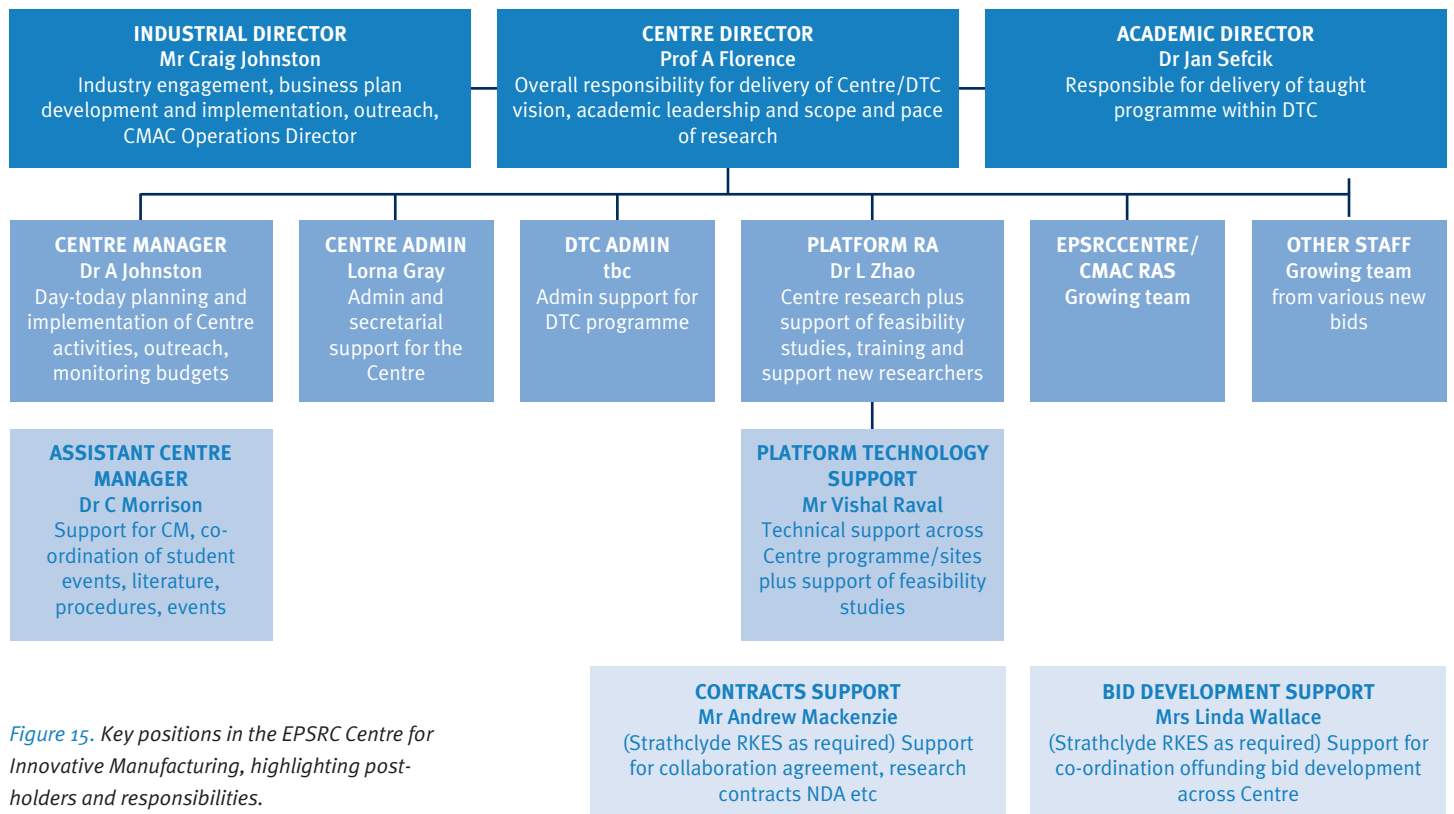 INDUSTRIAL DIRECTOR
Mr Craig Johnston
Industry engagement, business plan
development and implementation, outreach,
CMAC Operations Director
CENTRE DIRECTOR
Prof A Florence
Overall responsibility for delivery of Centre/DTC
vision, academic leadership and scope and pace
of research
ACADEMIC DIRECTOR
Dr Jan Sefcik
Responsible for delivery of taught
programme within DTC
CENTRE MANAGER
Dr A Johnston
Day-today planning and
implementation of Centre
activities, outreach,
monitoring budgets
CENTRE ADMIN
Lorna Gray
Admin and
secretarial
support for the
Centre
DTC ADMIN
tbc
Admin support for
DTC programme
PLATFORM RA
Dr L Zhao
Centre research plus
support of feasibility
studies, training and
support new researchers
EPSRCCENTRE/
CMAC RAS
Growing team
OTHER STAFF
Growing team
from various new
bids
ASSISTANT CENTRE
MANAGER
Dr C Morrison
Support for CM, co-
ordination of student
events, literature,
procedures, events
PLATFORM TECHNOLOGY
SUPPORT
Mr Vishal Raval
Technical support across
Centre programme/sites
plus support of feasibility
studies
CONTRACTS SUPPORT
Mr Andrew Mackenzie
(Strathclyde RKES as required) Support
for collaboration agreement, research
contracts NDA etc
BID DEVELOPMENT SUPPORT
Mrs Linda Wallace
(Strathclyde RKES as required) Support for
co-ordination offunding bid development
across Centre
Figure 15. Key positions in the EPSRC Centre for
Innovative Manufacturing, highlighting post-
holders and responsibilities.